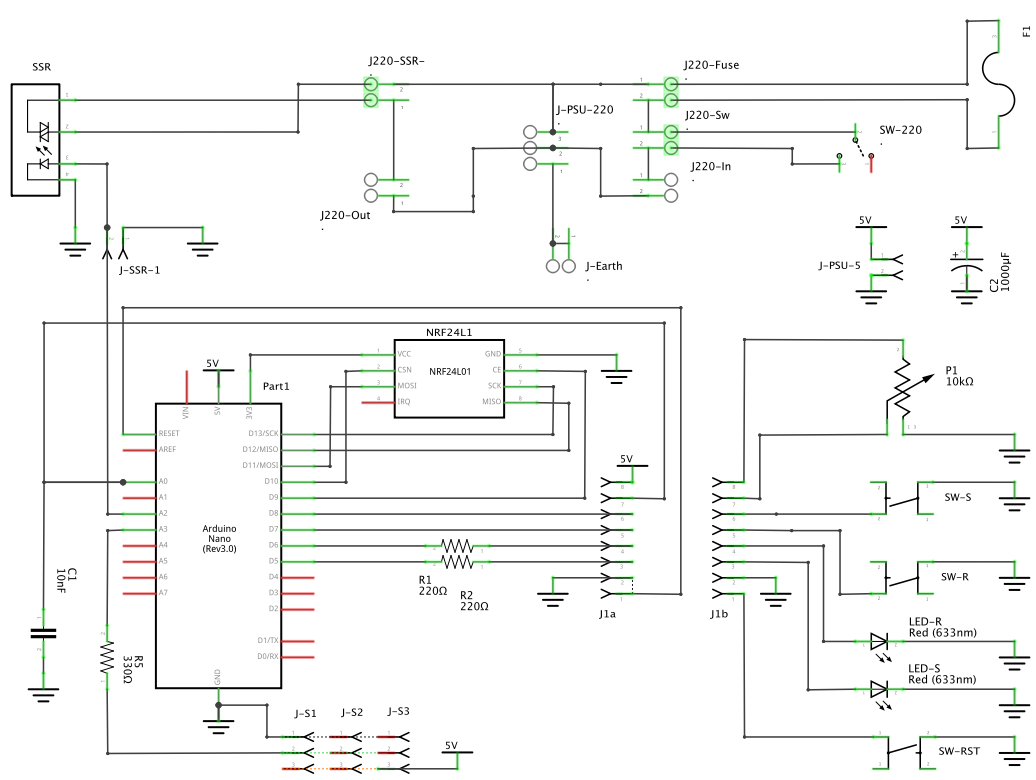 F1
J220-SSR-
.
J220-Fuse
.
SSR
J-PSU-220
.
J220-Sw
.
SW-220
J220-In
.
J220-Out
.
J-SSR-1
J-Earth
.
5V
J-PSU-5
5V
C2
1000µF
NRF24L1
VCC
CSN
MOSI
IRQ
NRF24L01
GND
CE
SCK
MISO
5V
Part1
VIN
5V
3V3
RESET
AREF
A0
A1
A2
A3
A4
A5
A6
A7
D13/SCK
D12/MISO
D11/MOSI
D10
D9
D8
D7
D6
D5
D4
D3
D2
D1/TX
D0/RX
GND
Arduino
Nano
(Rev3.0)
P1
10kΩ
5V
SW-S
SW-R
R1
220Ω
R2
220Ω
J1a
J1b
C1
10nF
R5
330Ω
LED-R
Red (633nm)
LED-S
Red (633nm)
J-S1
J-S2
J-S3
5V
SW-RST